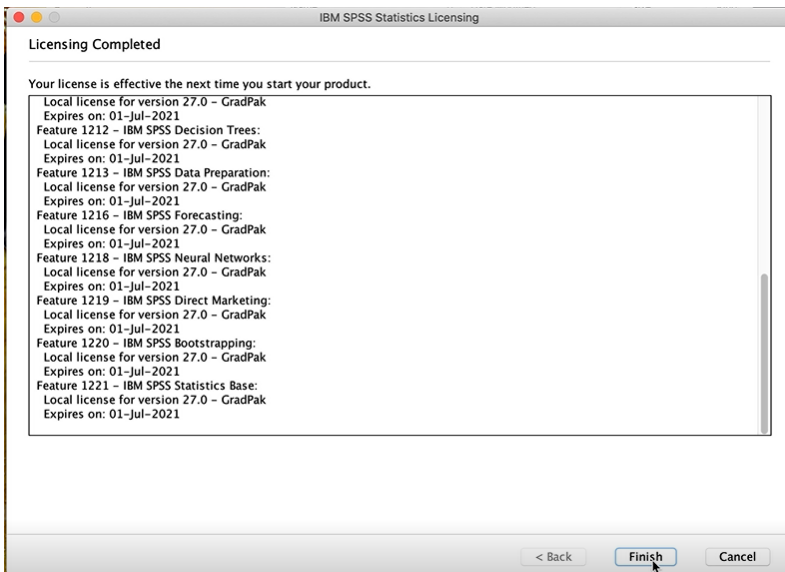 IBM SPSS Statistics Licensing
Licensing Completed
Your license is effective the next time you start your product.
Local license for version 27.0 – GradPak
Expires on: 01-Jul-2021
Feature 1212 – IBM SPSS Decision Trees:
Local license for version 27.0 – GradPak
Expires on: 01-Jul-2021
Feature 1213 – IBM SPSS Data Preparation:
Local license for version 27.0 – GradPak
Expires on: 01-Jul-2021
Feature 1216 – IBM SPSS Forecasting:
Local license for version 27.0 – GradPak
Expires on: 01-Jul-2021
Feature 1218 – IBM SPSS Neural Networks:
Local license for version 27.0 – GradPak
Expires on: 01-Jul-2021
Feature 1219 – IBM SPSS Direct Marketing:
Local license for version 27.0 – GradPak
Expires on: 01-Jul-2021
Feature 1220 – IBM SPSS Bootstrapping:
Local license for version 27.0 – GradPak
Expires on: 01-Jul-2021
Feature 1221 – IBM SPSS Statistics Base:
Local license for version 27.0 – GradPak
Expires on: 01-Jul-2021
< Back
Finish
Cancel